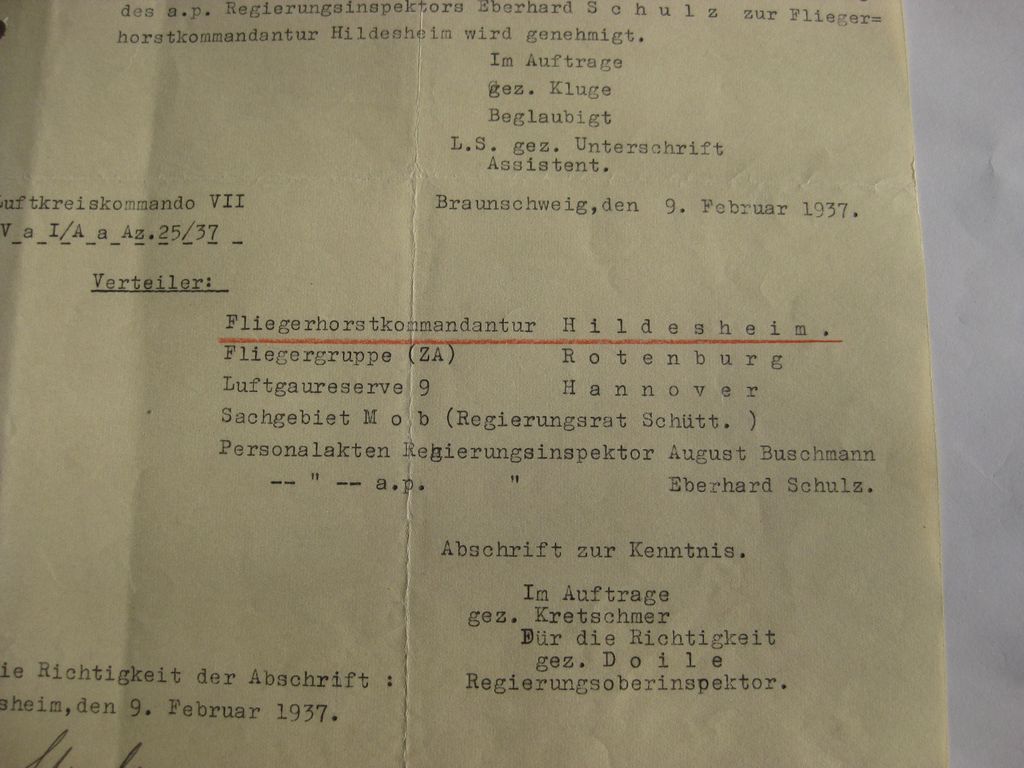 des a.p. Regierungsinspektors Eberhard S c h u l z zur Flieger=
horstkommandantur Hildesheim wird genehmigt.
Im Auftrage
gez. Kluge
Beglaubigt
L.S. gez. Unterschrift
Assistent.
Luftkreiskommando VII
Braunschweig,den 9. Februar 1937.
V a I/A a Az.25/37
Verteiler:
Fliegerhorstkommandantur H i l d e s h e i m .
Fliegergruppe (ZA) R o t e n b u r g
Luftgaureserve 9 H a n n o v e r
Sachgebiet M o b (Regierungsrat Schütt. )
Personalakten Regierungsinspektor August Buschmann
-- " -- a.p. " Eberhard Schulz.
Abschrift zur Kenntnis.
Im Auftrage
gez. Kretschmer
Für die Richtigkeit
gez. D o i l e
Regierungsoberinspektor.
ie Richtigkeit der Abschrift :
sheim,den 9. Februar 1937.